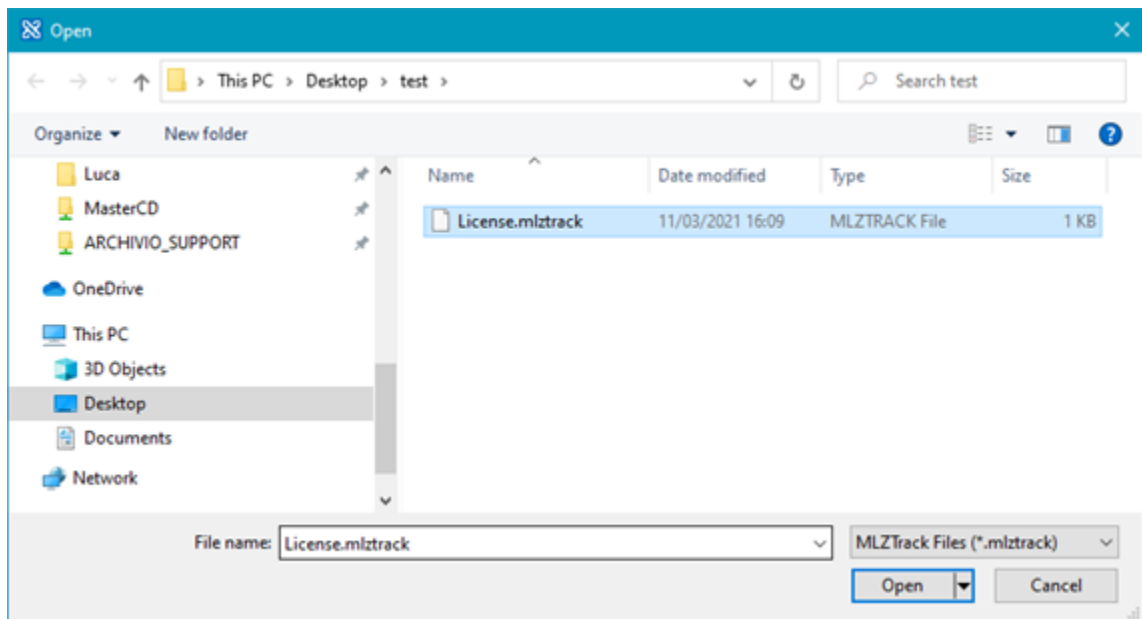 Open
This PC > Desktop > test >
Search test
Organize
New folder
Luca
MasterCD
ARCHIVIO_SUPPORT
OneDrive
This PC
3D Objects
Desktop
Documents
Network
Name Date modified Type Size
License.mlztrack 11/03/2021 16:09 MLZTRACK File 1 KB
File name: License.mlztrack
MLZTrack Files (*.mlztrack)
Open Cancel